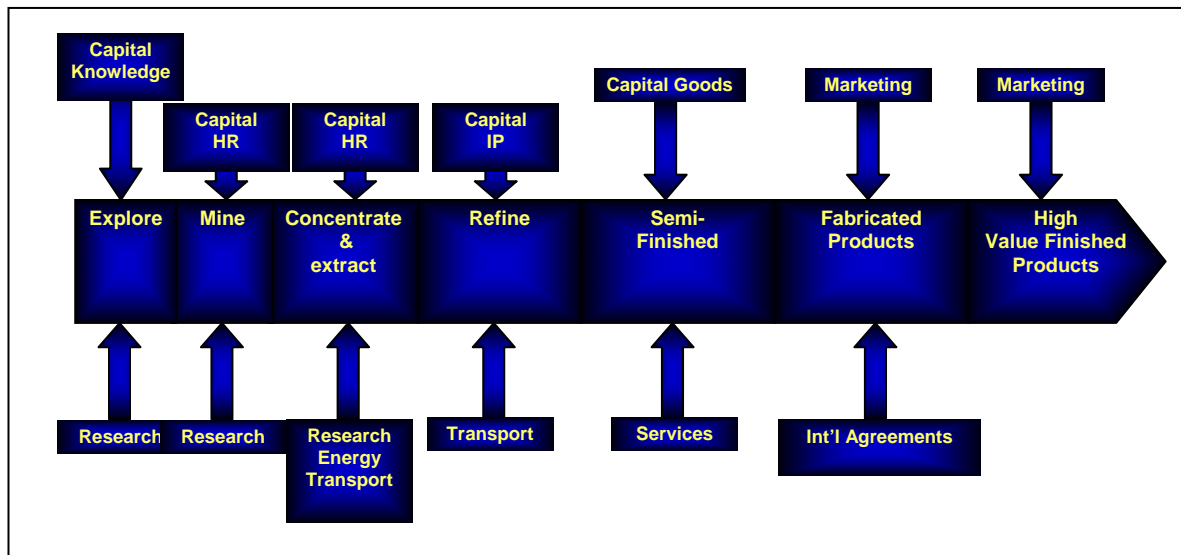 Capital
Knowledge
Capital
HR
Capital
HR
Capital
IP
Capital Goods
Marketing
Marketing
Explore
Mine
Concentrate
&
extract
Refine
Semi-
Finished
Fabricated
Products
High
Value Finished
Products
Research
Research
Research
Energy
Transport
Transport
Services
Int’l Agreements